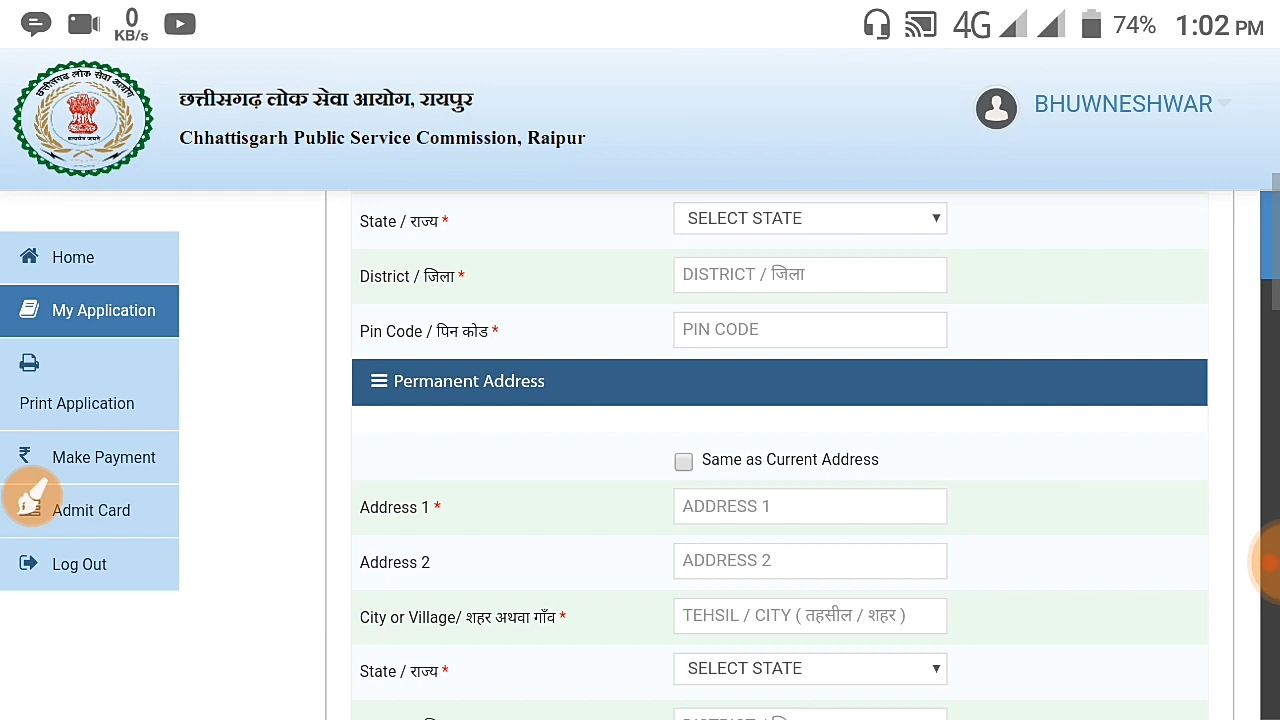 0
KB/s
4G
74%
1:02 PM
छत्तीसगढ़ लोक सेवा आयोग, रायपुर
Chhattisgarh Public Service Commission, Raipur
BHUWNESHWAR
Home
My Application
Print Application
Make Payment
Admit Card
Log Out
State / राज्य *
SELECT STATE
District / जिला *
DISTRICT / जिला
Pin Code / पिन कोड *
PIN CODE
Permanent Address
Same as Current Address
Address 1 *
ADDRESS 1
Address 2
ADDRESS 2
City or Village/ शहर अथवा गाँव *
TEHSIL / CITY ( तहसील / शहर )
State / राज्य *
SELECT STATE